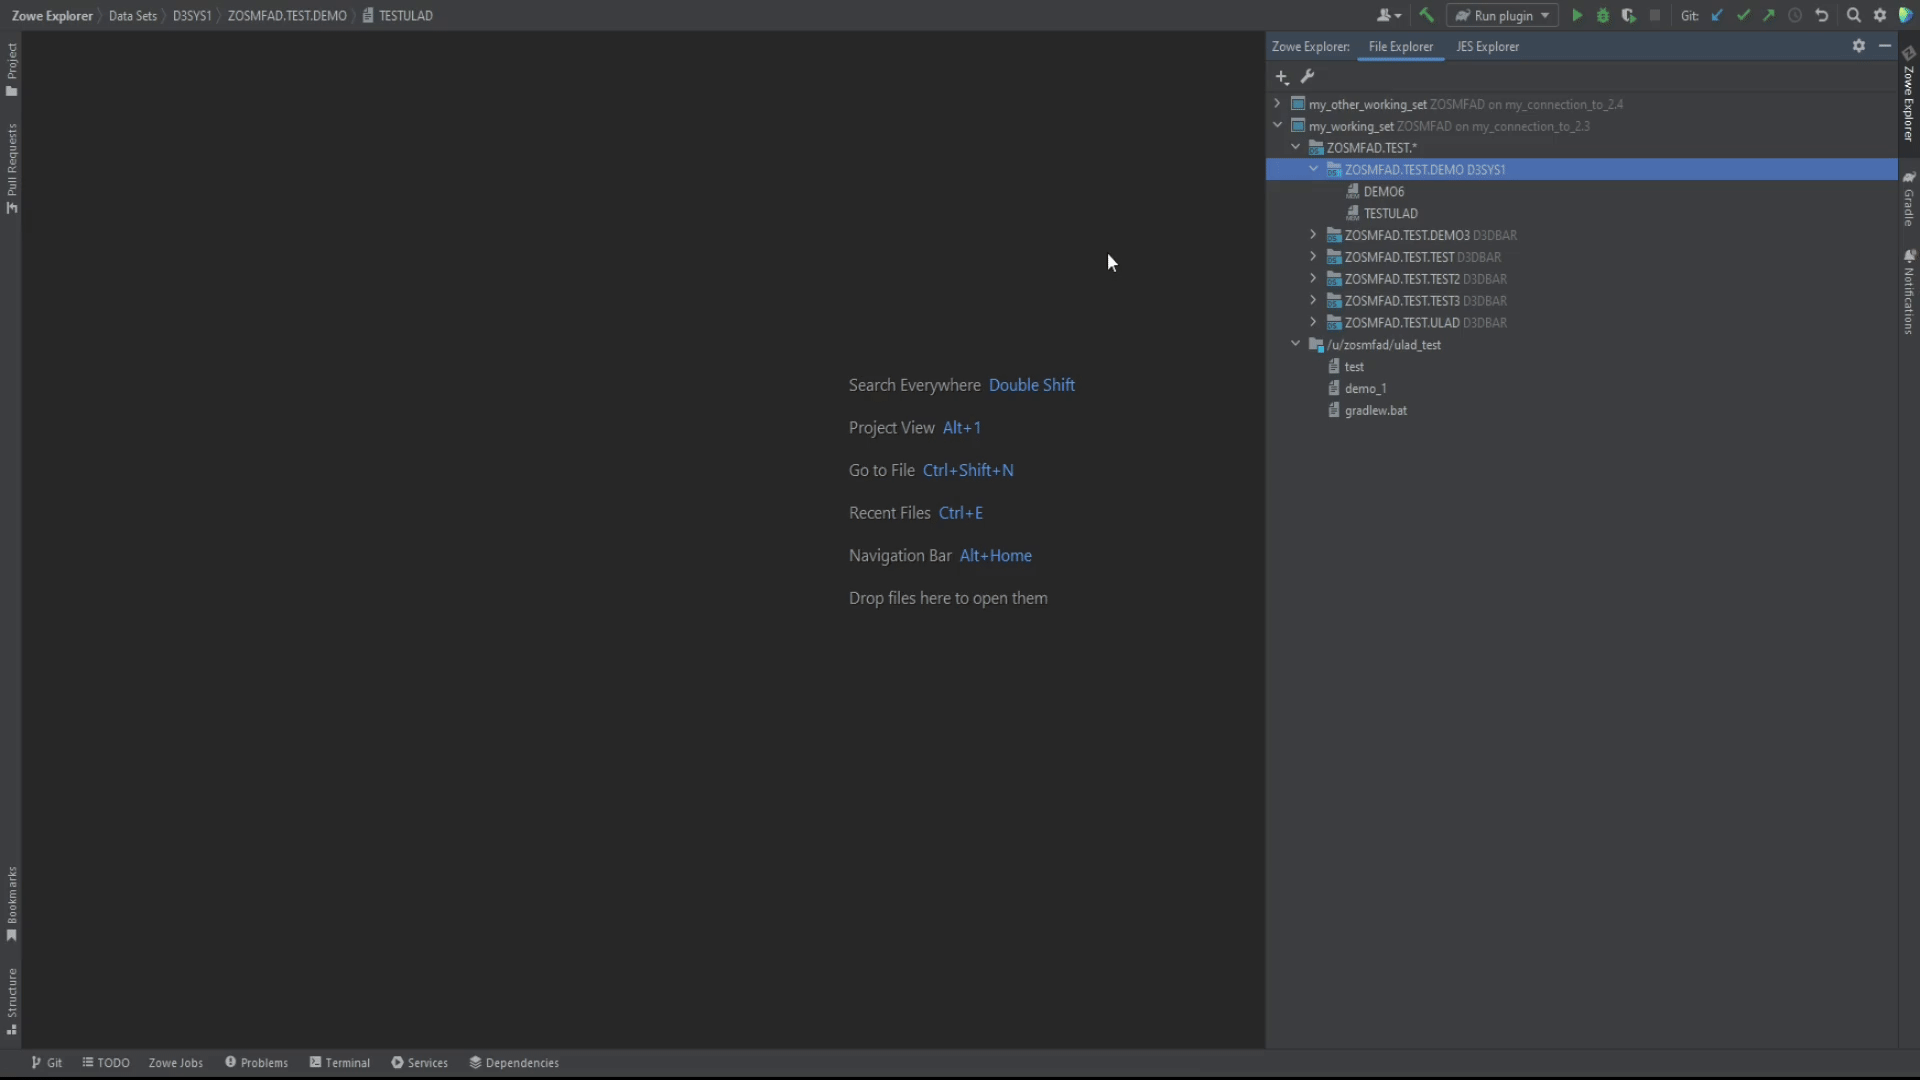 Zowe Explorer Data Sets D3SYS1 ZOSMFAD.TEST.DEMO TESTULAD
Run plugin
Git:
Project
Pull Requests
Bookmarks
Structure
Search Everywhere Double Shift
Project View Alt+1
Go to File Ctrl+Shift+N
Recent Files Ctrl+E
Navigation Bar Alt+Home
Drop files here to open them
Zowe Explorer: File Explorer JES Explorer
my_other_working_set ZOSMFAD on my_connection_to_2.4
my_working_set ZOSMFAD on my_connection_to_2.3
ZOSMFAD.TEST.*
ZOSMFAD.TEST.DEMO D3SYS1
DEMO6
TESTULAD
ZOSMFAD.TEST.DEMO3 D3DBAR
ZOSMFAD.TEST.TEST D3DBAR
ZOSMFAD.TEST.TEST2 D3DBAR
ZOSMFAD.TEST.TEST3 D3DBAR
ZOSMFAD.TEST.ULAD D3DBAR
/u/zosmfad/ulad_test
test
demo_1
gradlew.bat
Zowe Explorer
Gradle
Notifications
Git TODO Zowe Jobs Problems Terminal Services Dependencies